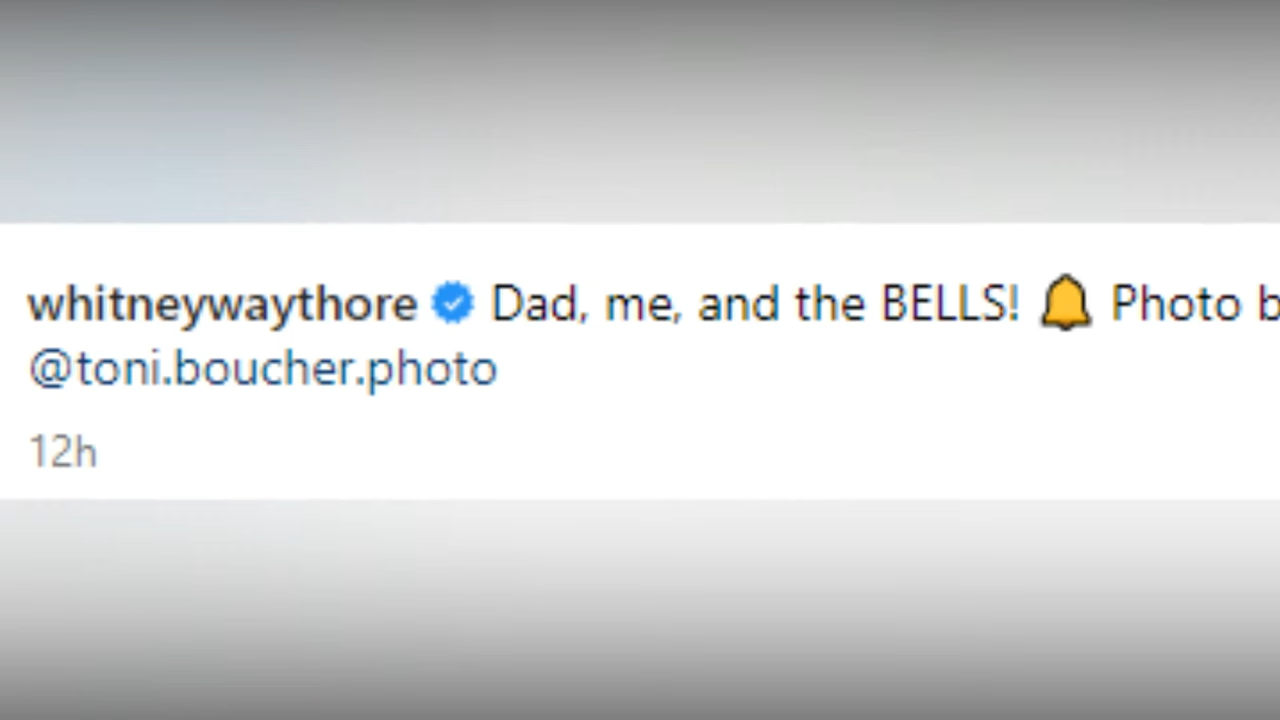 whitneywaythore Dad, me, and the BELLS! 🔔 Photo b
@toni.boucher.photo
12h